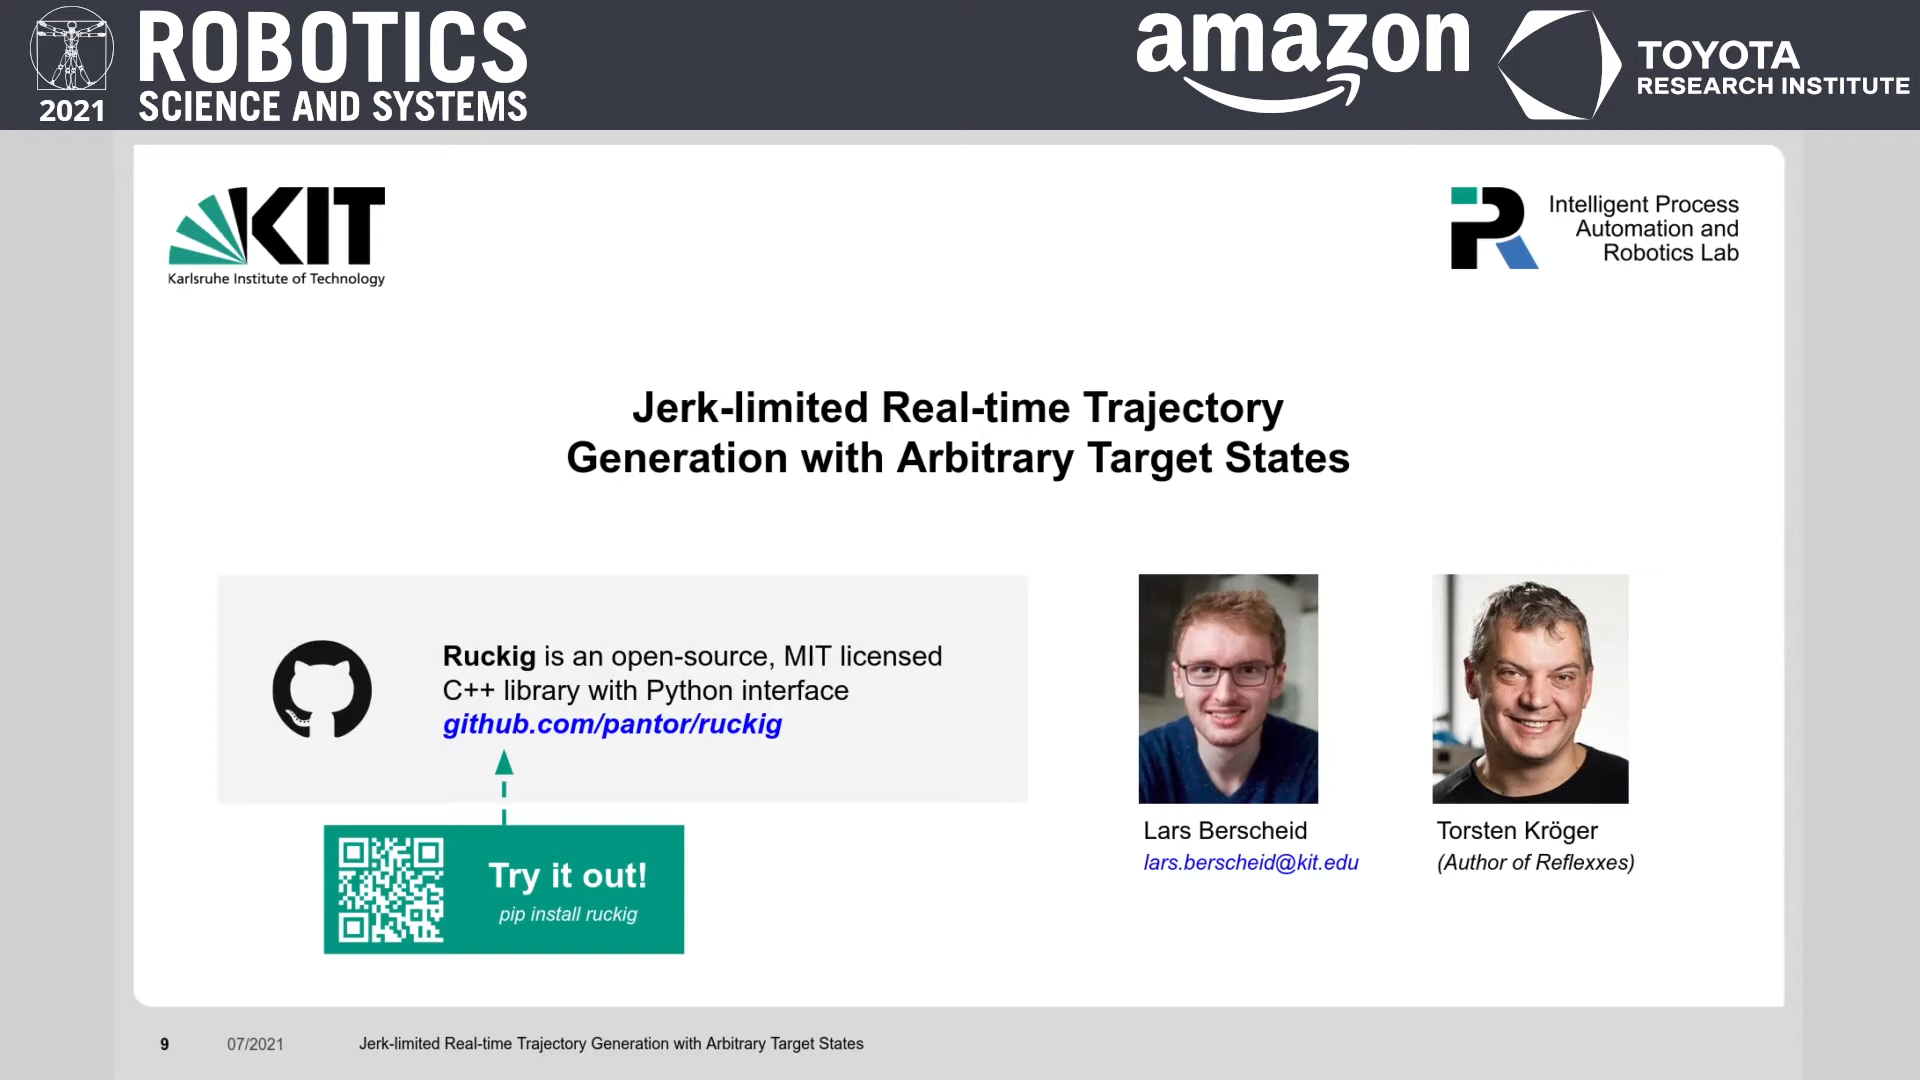 2021
ROBOTICS
SCIENCE AND SYSTEMS
amazon
TOYOTA
RESEARCH INSTITUTE
KIT
Karlsruhe Institute of Technology
IPR
Intelligent Process
Automation and
Robotics Lab
Jerk-limited Real-time Trajectory
Generation with Arbitrary Target States
Ruckig is an open-source, MIT licensed
C++ library with Python interface
github.com/pantor/ruckig
Try it out!
pip install ruckig
Lars Berscheid
lars.berscheid@kit.edu
Torsten Kröger
(Author of Reflexxes)
9
07/2021
Jerk-limited Real-time Trajectory Generation with Arbitrary Target States